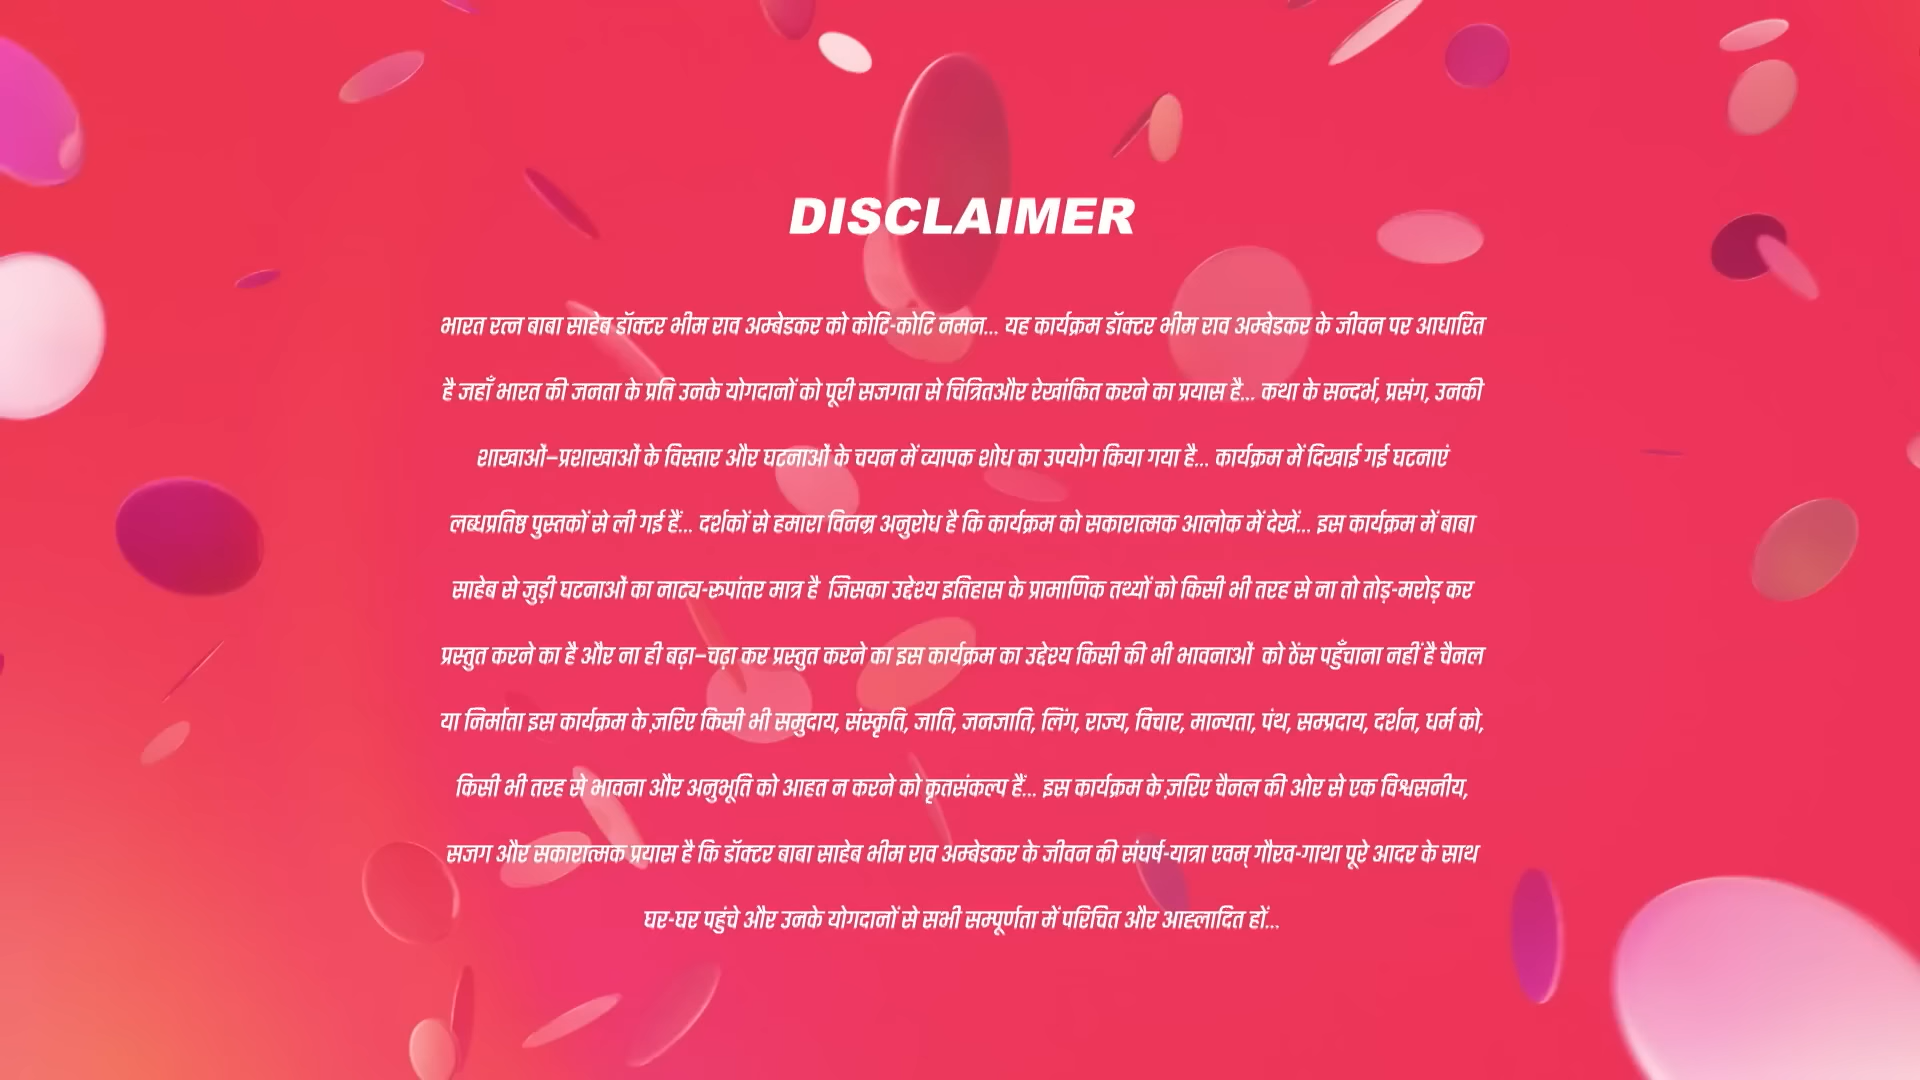 DISCLAIMER
भारत रत्न बाबा साहेब डॉक्टर भीम राव अम्बेडकर को कोटि-कोटि नमन... यह कार्यक्रम डॉक्टर भीम राव अम्बेडकर के जीवन पर आधारित
है जहाँ भारत की जनता के प्रति उनके योगदानों को पूरी सजगता से चित्रितऔर रेखांकित करने का प्रयास है... कथा के सन्दर्भ, प्रसंग, उनकी
शाखाओं–प्रशाखाओं के विस्तार और घटनाओं के चयन में व्यापक शोध का उपयोग किया गया है... कार्यक्रम में दिखाई गई घटनाएं
लब्धप्रतिष्ठ पुस्तकों से ली गई हैं... दर्शकों से हमारा विनम्र अनुरोध है कि कार्यक्रम को सकारात्मक आलोक में देखें... इस कार्यक्रम में बाबा
साहेब से जुड़ी घटनाओं का नाट्य-रूपांतर मात्र है जिसका उद्देश्य इतिहास के प्रामाणिक तथ्यों को किसी भी तरह से ना तो तोड़-मरोड़ कर
प्रस्तुत करने का है और ना ही बढ़ा–चढ़ा कर प्रस्तुत करने का इस कार्यक्रम का उद्देश्य किसी की भी भावनाओं को ठेंस पहुँचाना नहीं है चैनल
या निर्माता इस कार्यक्रम के ज़रिए किसी भी समुदाय, संस्कृति, जाति, जनजाति, लिंग, राज्य, विचार, मान्यता, पंथ, सम्प्रदाय, दर्शन, धर्म को,
किसी भी तरह से भावना और अनुभूति को आहत न करने को कृतसंकल्प हैं... इस कार्यक्रम के ज़रिए चैनल की ओर से एक विश्वसनीय,
सजग और सकारात्मक प्रयास है कि डॉक्टर बाबा साहेब भीम राव अम्बेडकर के जीवन की संघर्ष-यात्रा एवम् गौरव-गाथा पूरे आदर के साथ
घर-घर पहुंचे और उनके योगदानों से सभी सम्पूर्णता में परिचित और आह्लादित हों...